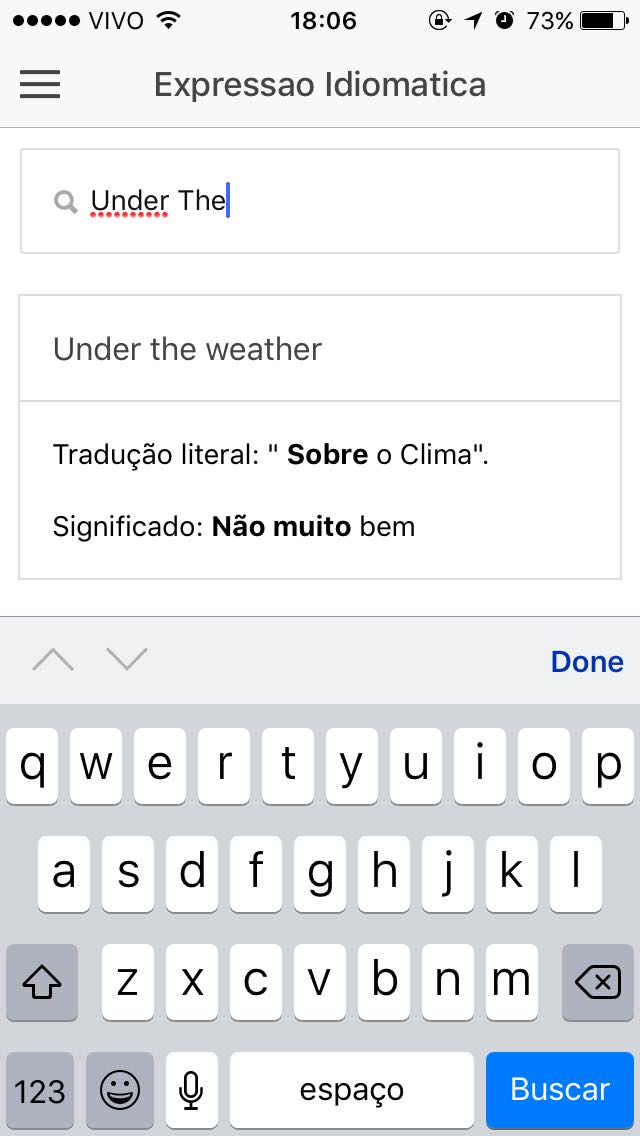 VIVO 18:06 73%
Expressao Idiomatica
Under The
Under the weather
Tradução literal: " Sobre o Clima".
Significado: Não muito bem
Done
q w e r t y u i o p
a s d f g h j k l
z x c v b n m
123 espaço Buscar